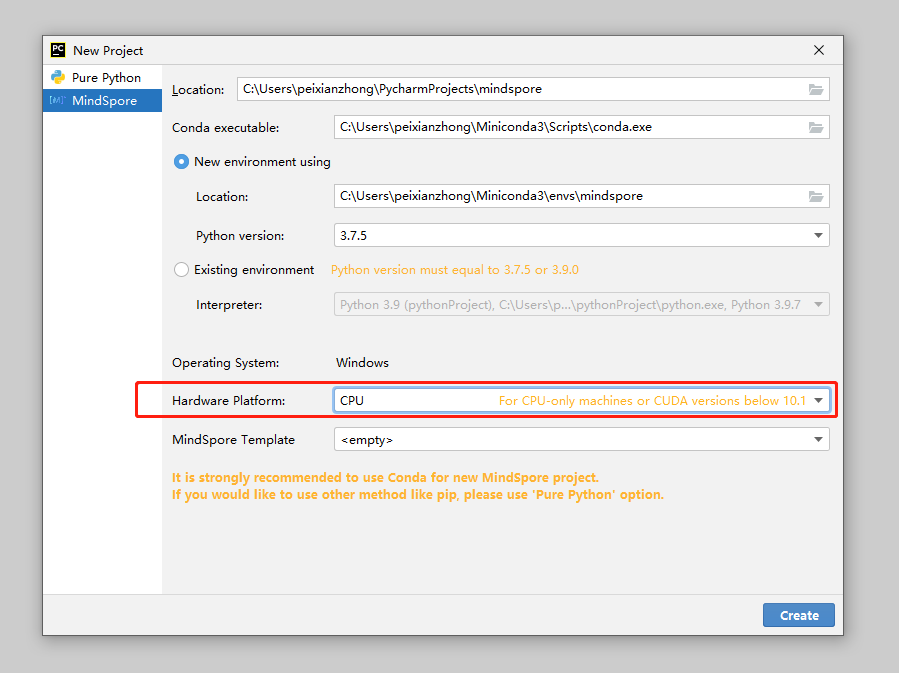 PC New Project
Pure Python
[M] MindSpore
Location: C:\Users\peixianzhong\PycharmProjects\mindspore
Conda executable: C:\Users\peixianzhong\Miniconda3\Scripts\conda.exe
New environment using
Location: C:\Users\peixianzhong\Miniconda3\envs\mindspore
Python version: 3.7.5
Existing environment Python version must equal to 3.7.5 or 3.9.0
Interpreter: Python 3.9 (pythonProject), C:\Users\p...\pythonProject\python.exe, Python 3.9.7
Operating System: Windows
Hardware Platform: CPU For CPU-only machines or CUDA versions below 10.1
MindSpore Template <empty>
It is strongly recommended to use Conda for new MindSpore project.
If you would like to use other method like pip, please use 'Pure Python' option.
Create